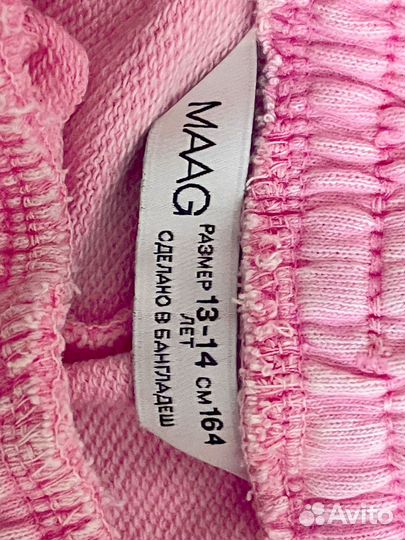 MAAG
РАЗМЕР 13-14 СМ 164
ЛЕТ
СДЕЛАНО В БАНГЛАДЕШ
Avito